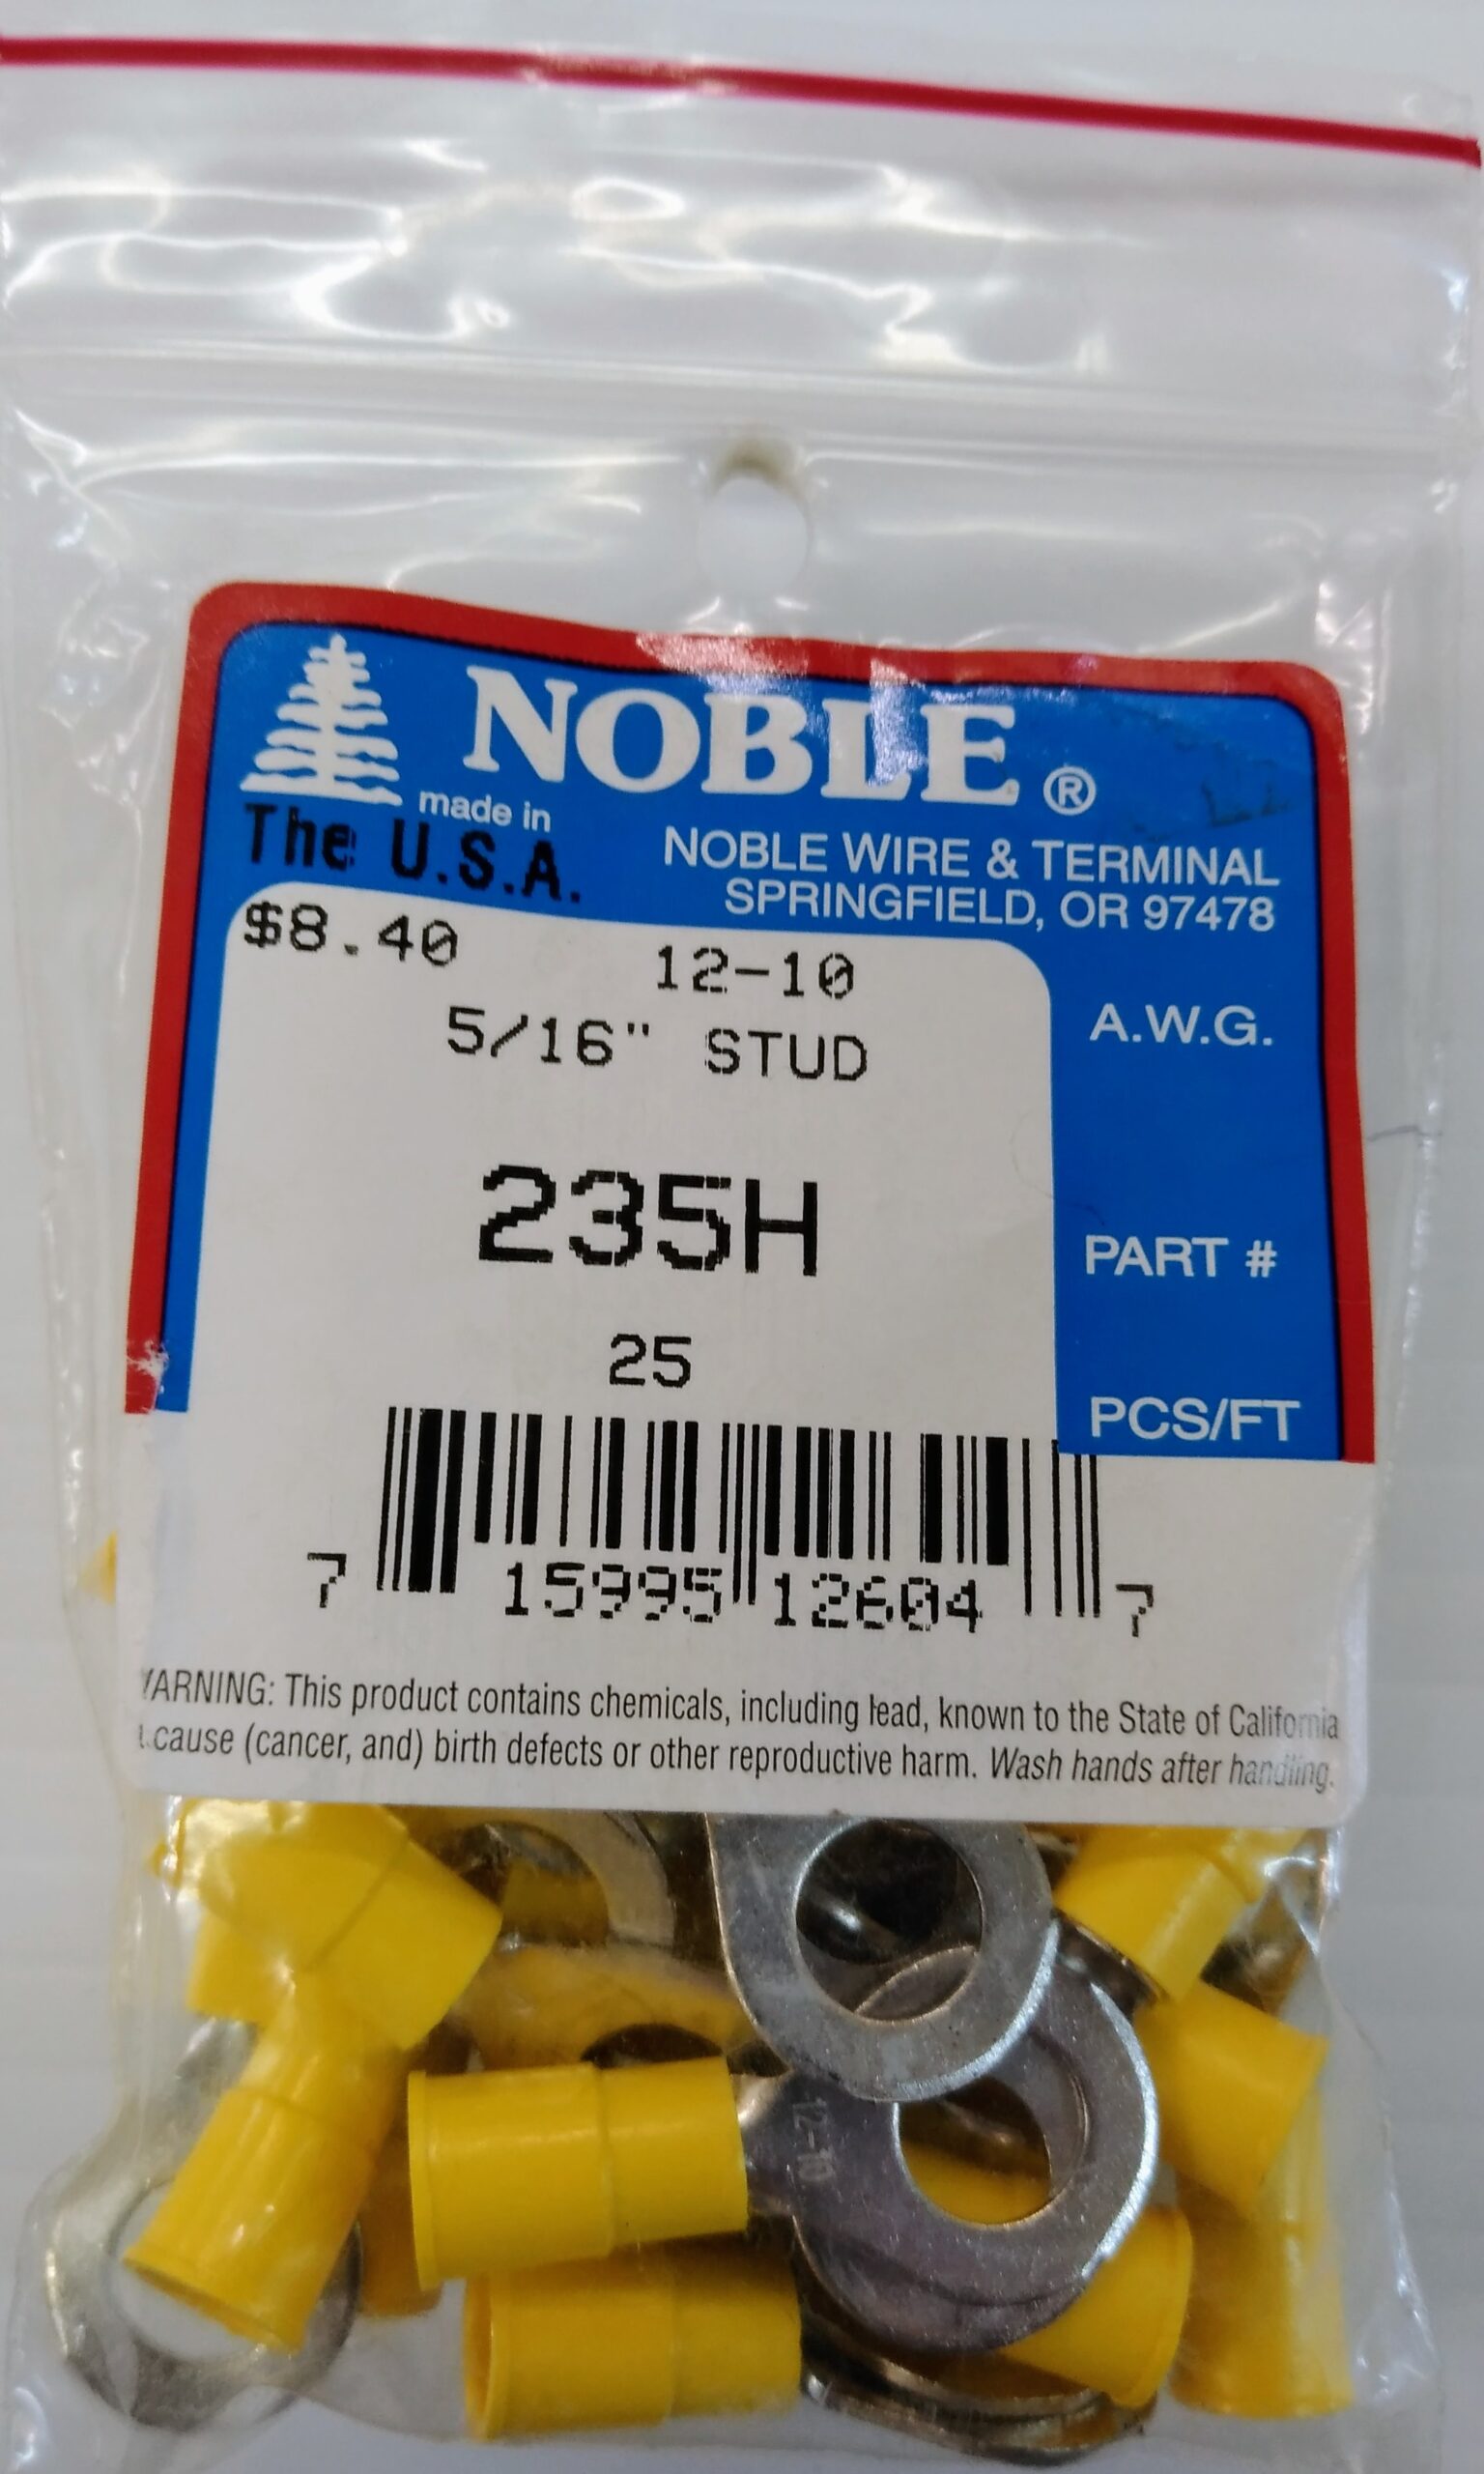 NOBLE ®
made in
The U.S.A.
NOBLE WIRE & TERMINAL
SPRINGFIELD, OR 97478
$8.40 12-10 A.W.G.
5/16" STUD
235H PART #
25 PCS/FT
7 15995 12604 7
ARNING: This product contains chemicals, including lead, known to the State of California
cause (cancer, and) birth defects or other reproductive harm. Wash hands after handling.
12-10